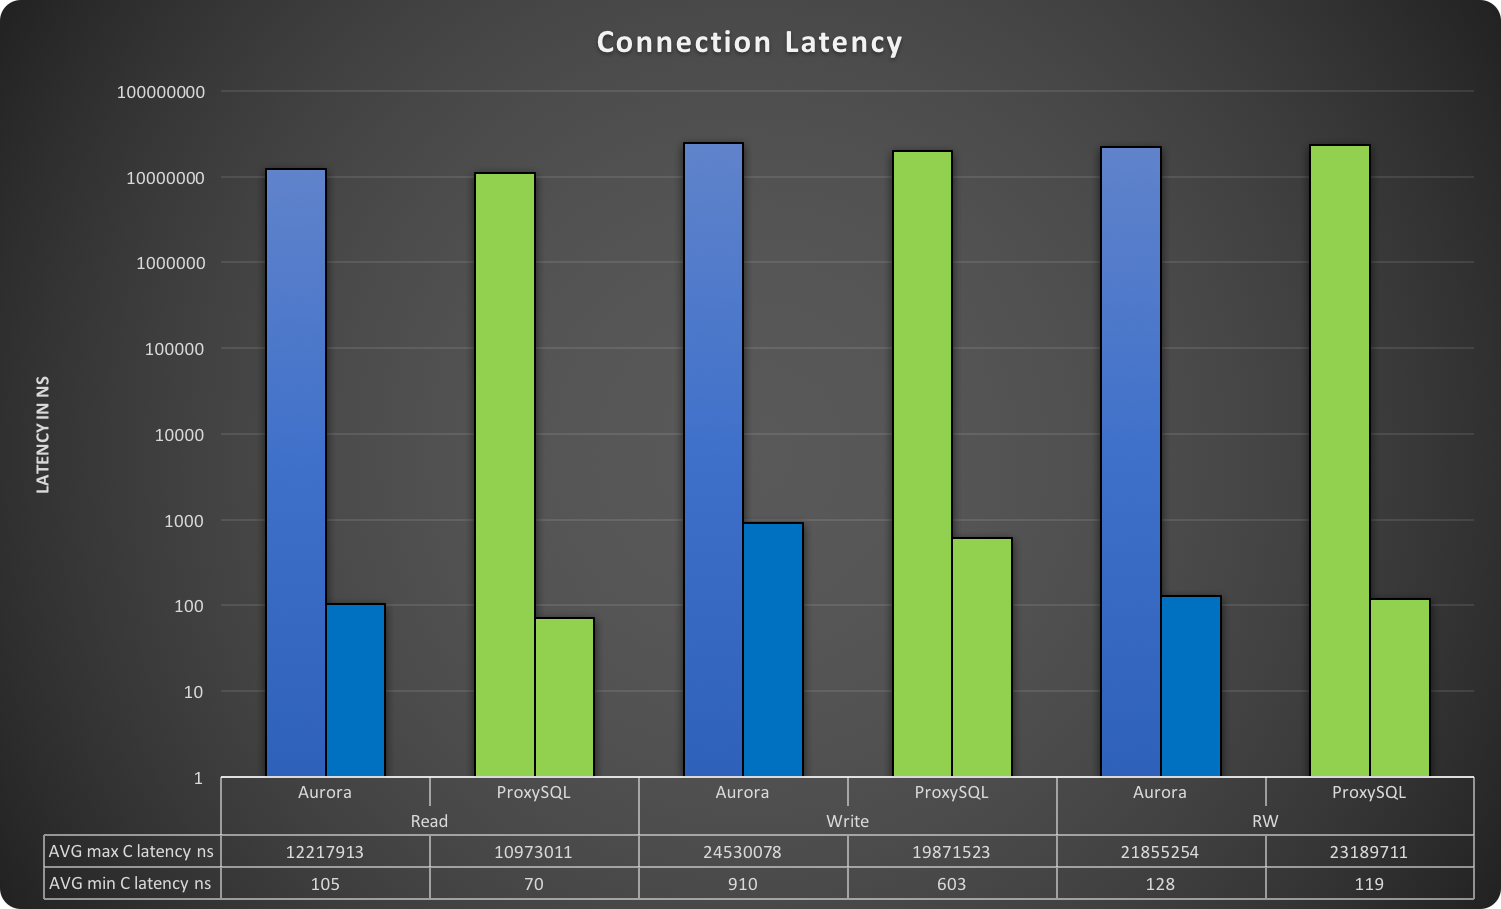 Connection Latency
LATENCY IN NS
100000000
10000000
1000000
100000
10000
1000
100
10
1
Aurora ProxySQL Aurora ProxySQL Aurora ProxySQL
Read Write RW
AVG max C latency ns 12217913 10973011 24530078 19871523 21855254 23189711
AVG min C latency ns 105 70 910 603 128 119